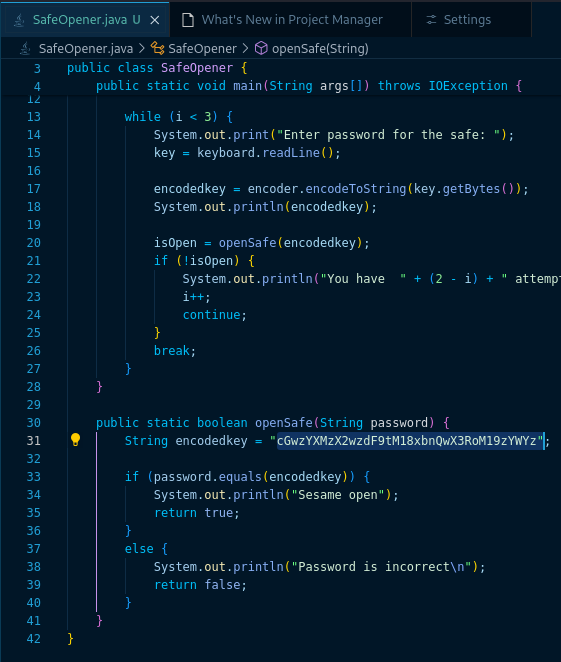 SafeOpener.java U × What's New in Project Manager Settings
SafeOpener.java > SafeOpener > openSafe(String)
3 public class SafeOpener {
4 public static void main(String args[]) throws IOException {
12
13 while (i < 3) {
14 System.out.print("Enter password for the safe: ");
15 key = keyboard.readLine();
16
17 encodedkey = encoder.encodeToString(key.getBytes());
18 System.out.println(encodedkey);
19
20 isOpen = openSafe(encodedkey);
21 if (!isOpen) {
22 System.out.println("You have  " + (2 - i) + " attempt
23 i++;
24 continue;
25 }
26 break;
27 }
28 }
29
30 public static boolean openSafe(String password) {
31 String encodedkey = "cGwzYXMzX2wzdF9tM18xbnQwX3RoM19zYWYz";
32
33 if (password.equals(encodedkey)) {
34 System.out.println("Sesame open");
35 return true;
36 }
37 else {
38 System.out.println("Password is incorrect\n");
39 return false;
40 }
41 }
42 }